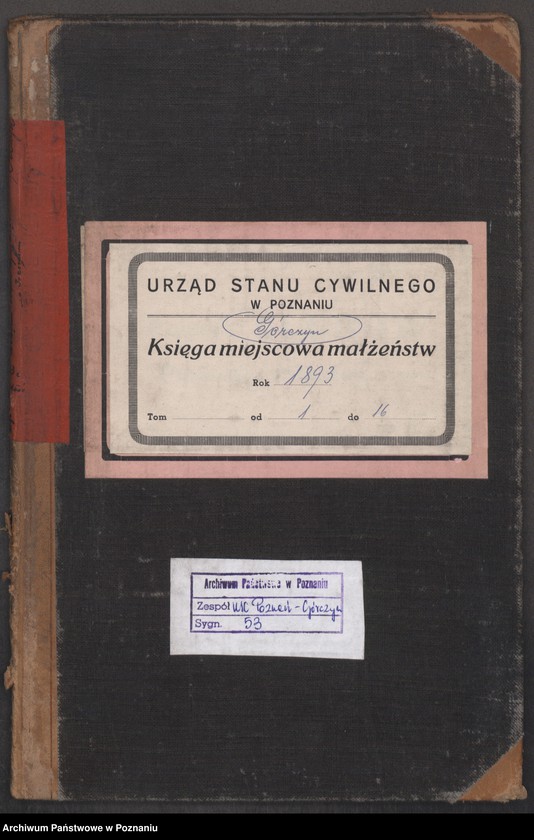 URZĄD STANU CYWILNEGO
W POZNANIU
Górczyn
Księga miejscowa małżeństw
Rok 1893
Tom od 1 do 16
Archiwum Państwowe w Poznaniu
Zespół USC Poznań - Górczyn
Sygn. 53
Archiwum Państwowe w Poznaniu